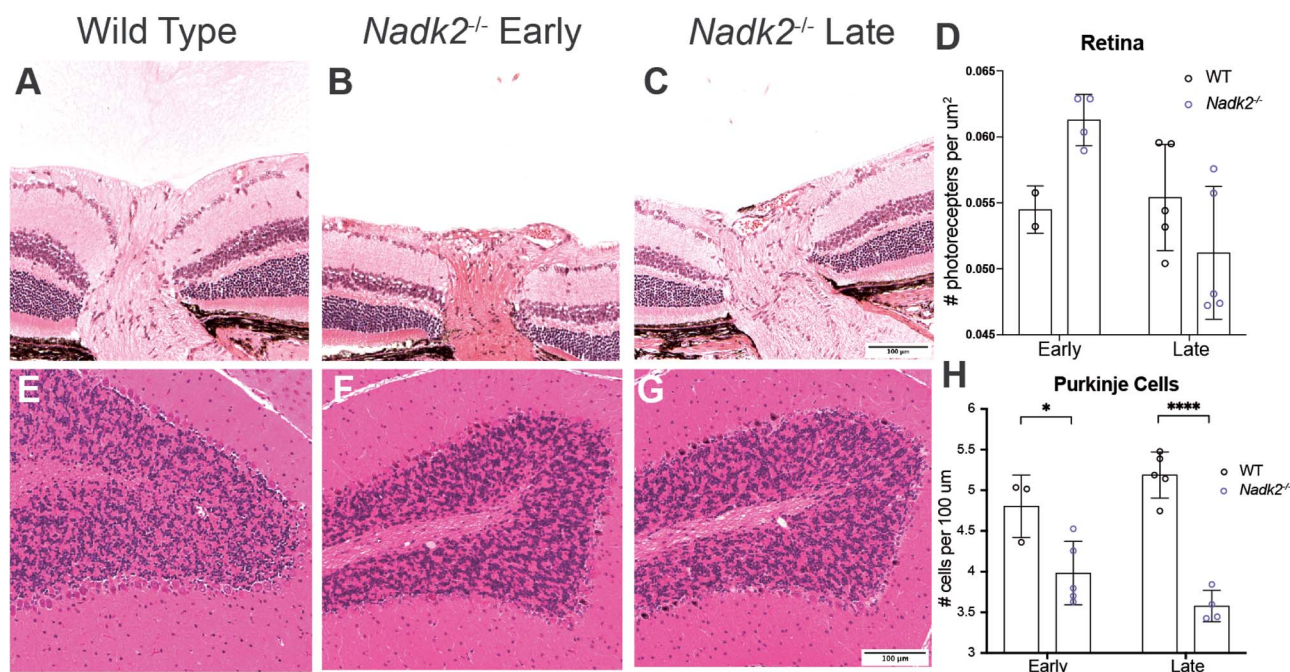 Wild Type
Nadk2-/- Early
Nadk2-/- Late
A
B
C
100 μm
D
Retina
WT
Nadk2-/-
# photorecepters per um2
0.065
0.060
0.055
0.050
0.045
Early
Late
E
F
G
100 μm
H
Purkinje Cells
*
****
WT
Nadk2-/-
# cells per 100 um
6
5.5
5
4.5
4
3.5
3
Early
Late